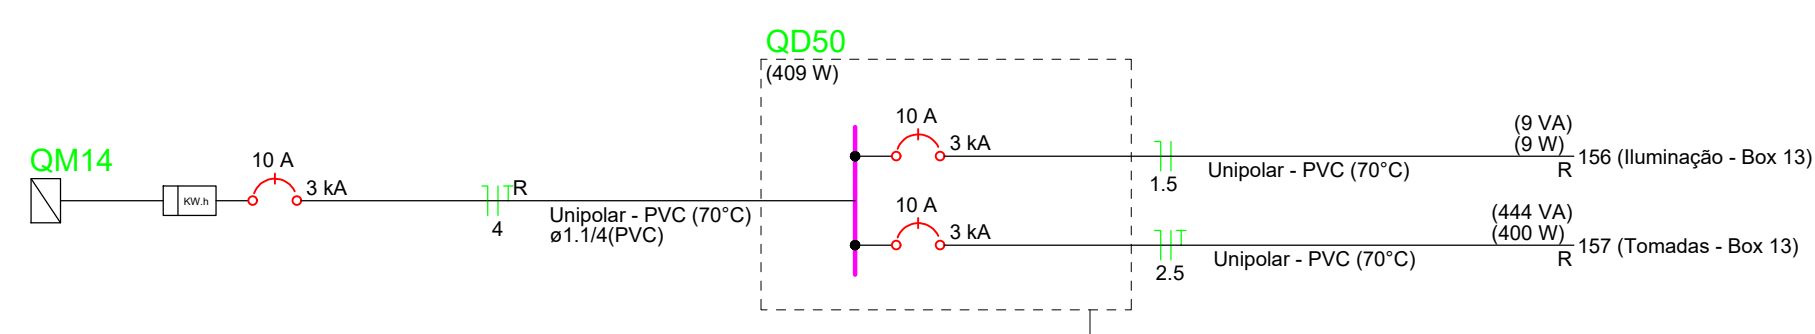 QD50
(409 W)
QM14
KW.h
10 A
3 kA
R
4
Unipolar - PVC (70°C)
ø1.1/4(PVC)
10 A
3 kA
1.5
Unipolar - PVC (70°C)
(9 VA)
(9 W)
R
156 (Iluminação - Box 13)
10 A
3 kA
2.5
Unipolar - PVC (70°C)
(444 VA)
(400 W)
R
157 (Tomadas - Box 13)